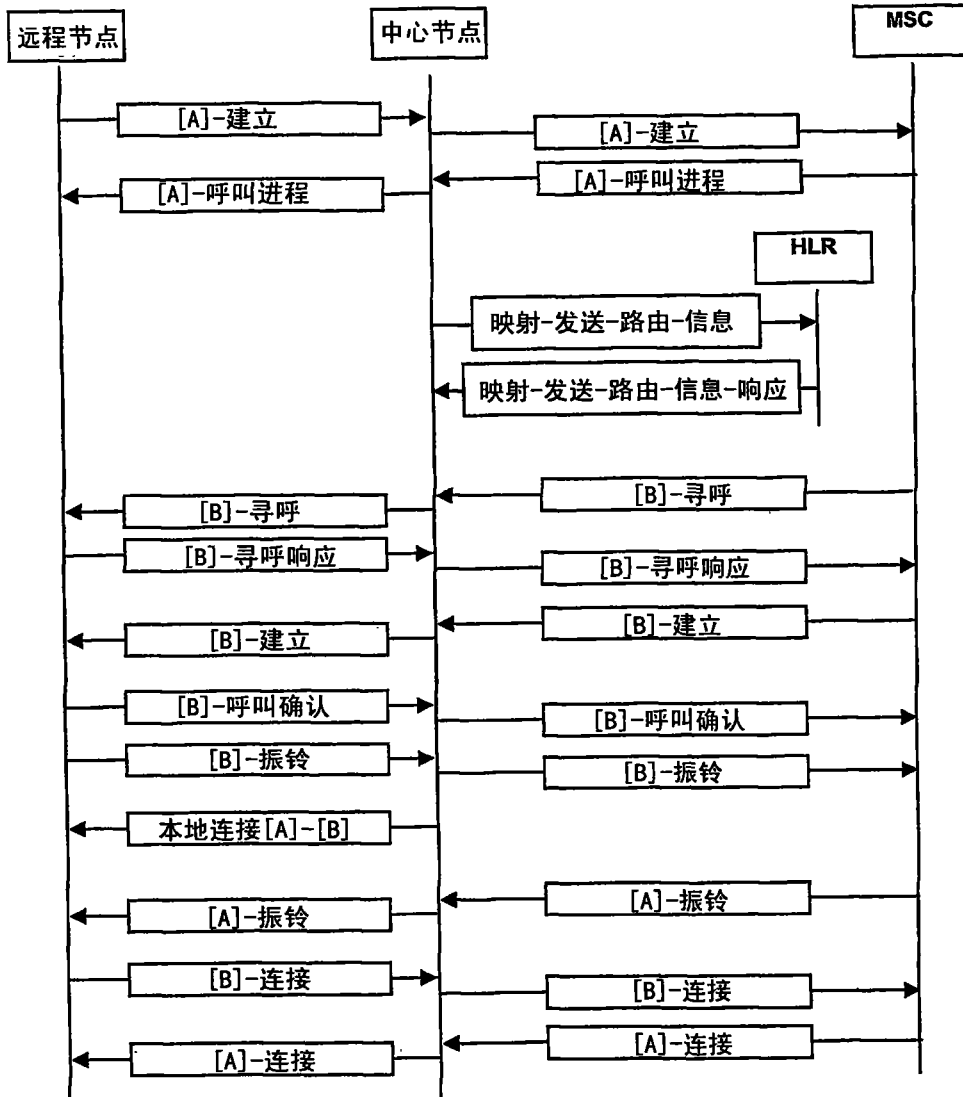 远程节点
中心节点
MSC
[A]-建立
[A]-建立
[A]-呼叫进程
[A]-呼叫进程
HLR
映射-发送-路由-信息
映射-发送-路由-信息-响应
[B]-寻呼
[B]-寻呼
[B]-寻呼响应
[B]-寻呼响应
[B]-建立
[B]-建立
[B]-呼叫确认
[B]-呼叫确认
[B]-振铃
[B]-振铃
本地连接[A]-[B]
[A]-振铃
[A]-振铃
[B]-连接
[B]-连接
[A]-连接
[A]-连接